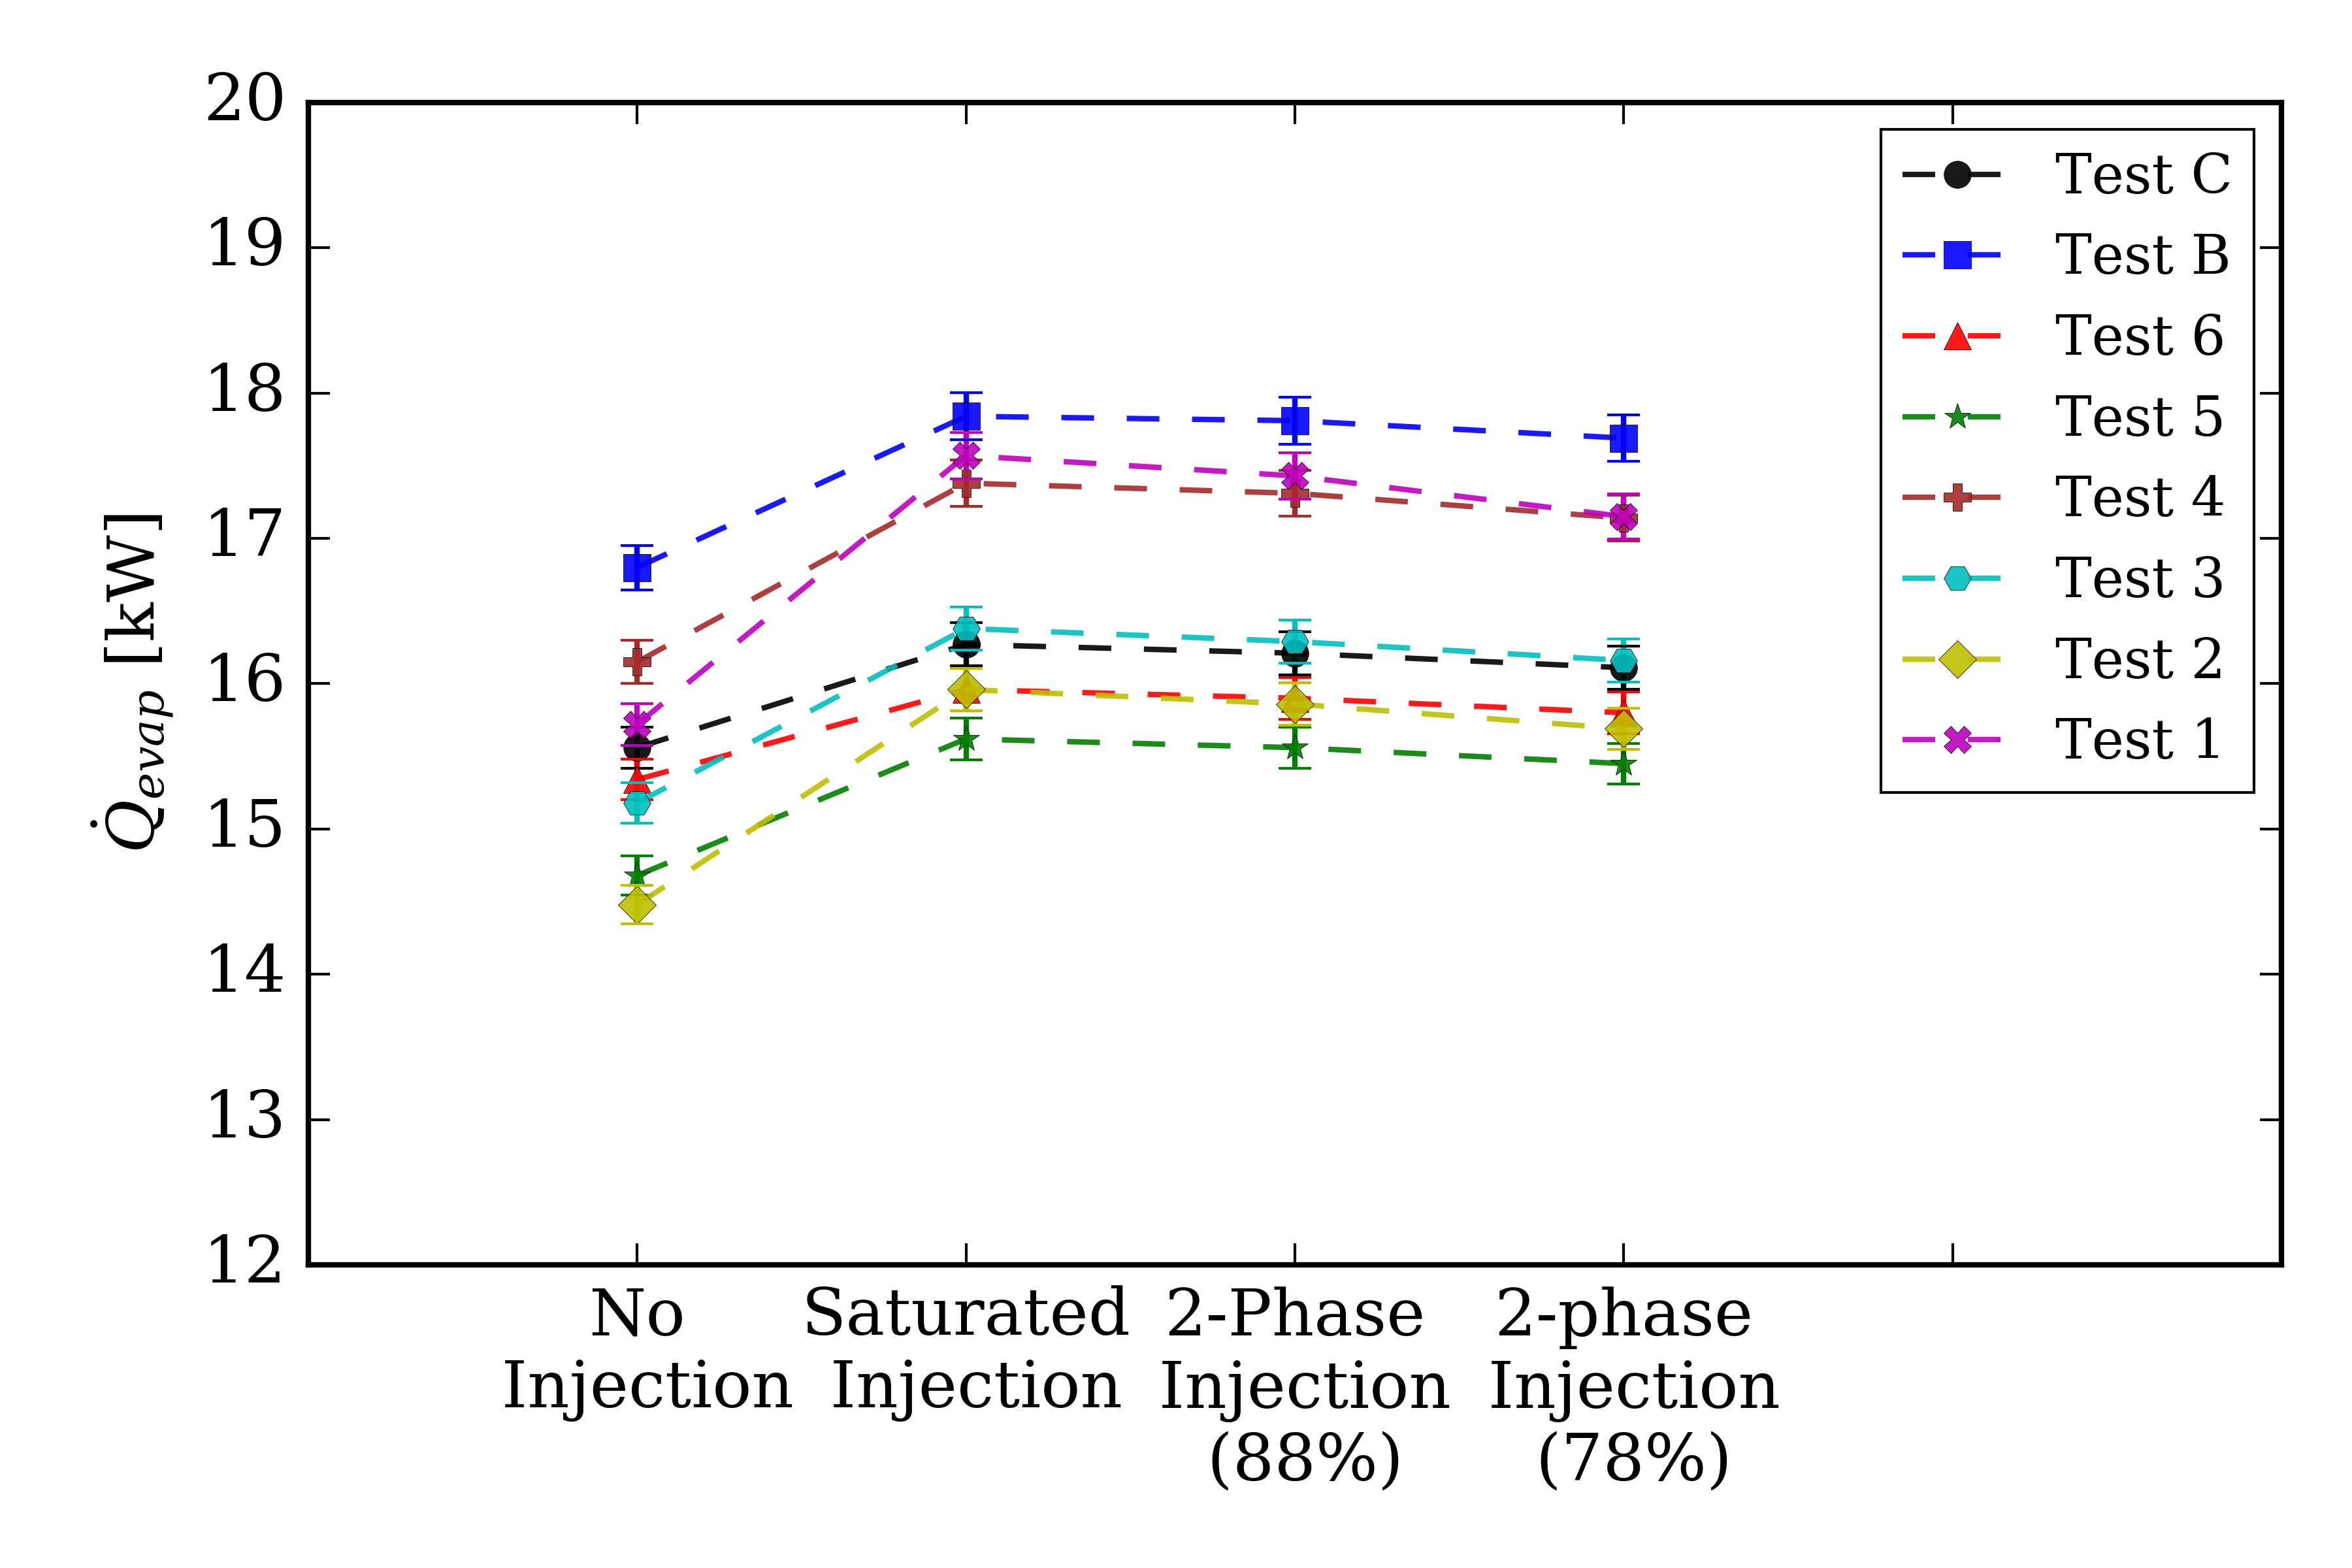 20
19
18
17
16
15
14
13
12
Q̇evap [kW]
No
Injection
Saturated
Injection
2-Phase
Injection
(88%)
2-phase
Injection
(78%)
Test C
Test B
Test 6
Test 5
Test 4
Test 3
Test 2
Test 1